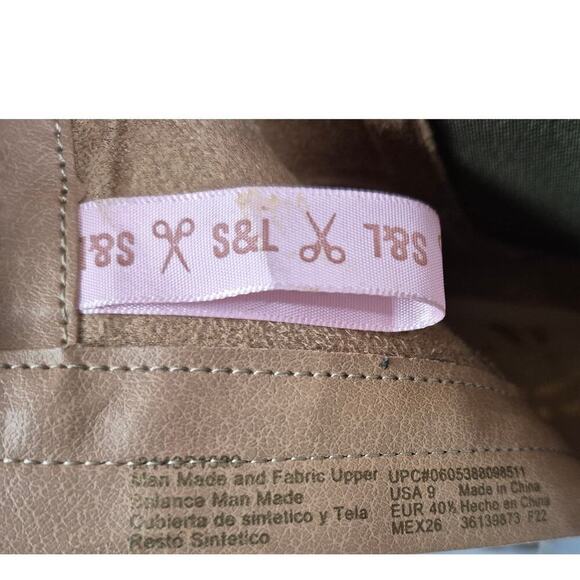 S&L S&L S&L
Man Made and Fabric Upper
Balance Man Made
Cubierta de sintetico y Tela
Resto Sintetico
UPC#0605388098511
USA 9 Made in China
EUR 40½ Hecho en China
MEX26 36139873 F22